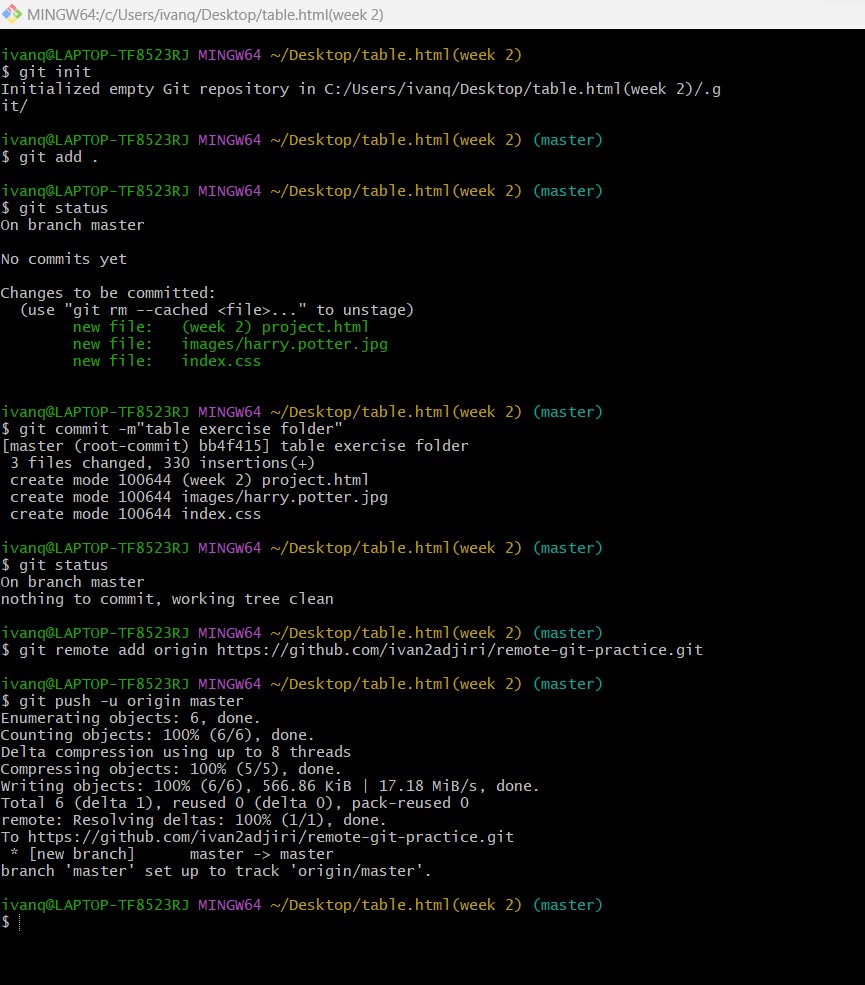 MINGW64:/c/Users/ivanq/Desktop/table.html(week 2)
ivanq@LAPTOP-TF8523RJ MINGW64 ~/Desktop/table.html(week 2)
$ git init
Initialized empty Git repository in C:/Users/ivanq/Desktop/table.html(week 2)/.g
it/
ivanq@LAPTOP-TF8523RJ MINGW64 ~/Desktop/table.html(week 2) (master)
$ git add .
ivanq@LAPTOP-TF8523RJ MINGW64 ~/Desktop/table.html(week 2) (master)
$ git status
On branch master
No commits yet
Changes to be committed:
  (use "git rm --cached <file>..." to unstage)
        new file:   (week 2) project.html
        new file:   images/harry.potter.jpg
        new file:   index.css
ivanq@LAPTOP-TF8523RJ MINGW64 ~/Desktop/table.html(week 2) (master)
$ git commit -m"table exercise folder"
[master (root-commit) bb4f415] table exercise folder
 3 files changed, 330 insertions(+)
 create mode 100644 (week 2) project.html
 create mode 100644 images/harry.potter.jpg
 create mode 100644 index.css
ivanq@LAPTOP-TF8523RJ MINGW64 ~/Desktop/table.html(week 2) (master)
$ git status
On branch master
nothing to commit, working tree clean
ivanq@LAPTOP-TF8523RJ MINGW64 ~/Desktop/table.html(week 2) (master)
$ git remote add origin https://github.com/ivan2adjiri/remote-git-practice.git
ivanq@LAPTOP-TF8523RJ MINGW64 ~/Desktop/table.html(week 2) (master)
$ git push -u origin master
Enumerating objects: 6, done.
Counting objects: 100% (6/6), done.
Delta compression using up to 8 threads
Compressing objects: 100% (5/5), done.
Writing objects: 100% (6/6), 566.86 KiB | 17.18 MiB/s, done.
Total 6 (delta 1), reused 0 (delta 0), pack-reused 0
remote: Resolving deltas: 100% (1/1), done.
To https://github.com/ivan2adjiri/remote-git-practice.git
 * [new branch]      master -> master
branch 'master' set up to track 'origin/master'.
ivanq@LAPTOP-TF8523RJ MINGW64 ~/Desktop/table.html(week 2) (master)
$